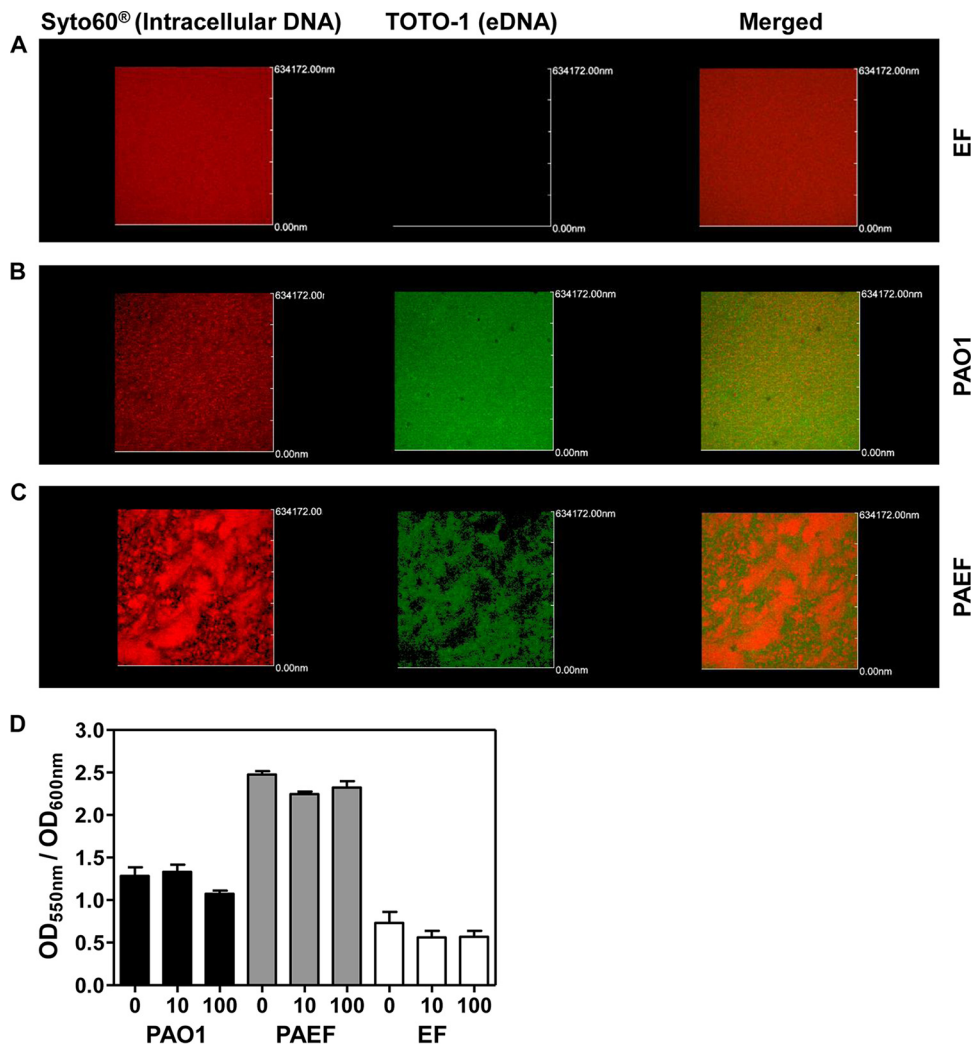 Syto60® (Intracellular DNA) TOTO-1 (eDNA) Merged
A
634172.00nm 634172.00nm 634172.00nm
EF
0.00nm 0.00nm 0.00nm
B
634172.00 634172.00nm 634172.00nm
PAO1
0.00nm 0.00nm 0.00nm
C
634172.00 634172.00nm 634172.00nm
PAEF
0.00nm 0.00nm 0.00nm
D
OD550nm / OD600nm
3.0
2.5
2.0
1.5
1.0
0.5
0.0
0 10 100 0 10 100 0 10 100
PAO1 PAEF EF